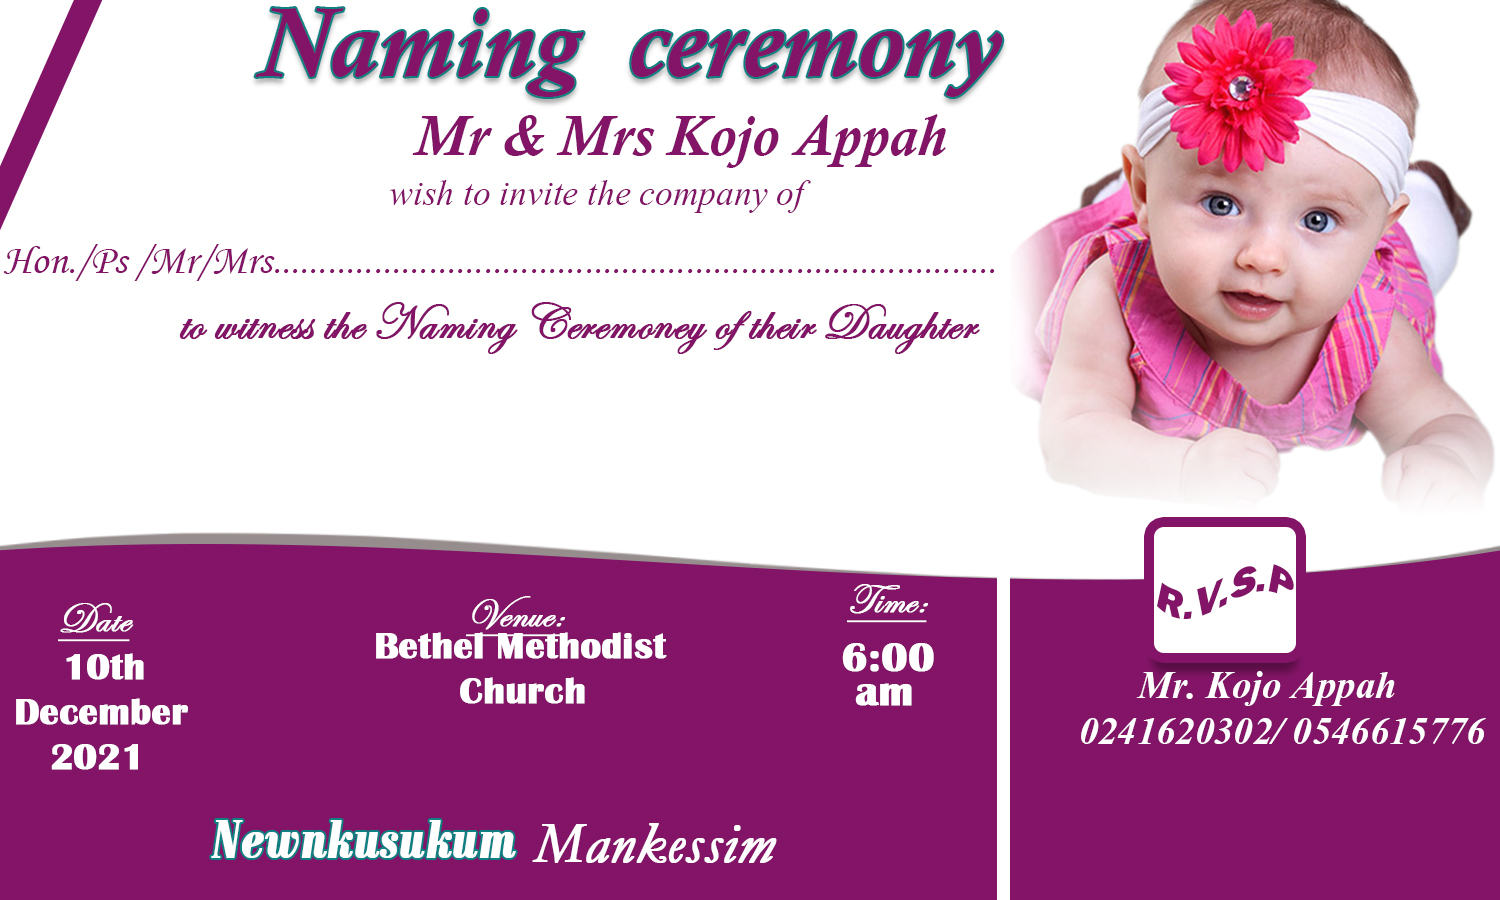 Naming ceremony
Mr & Mrs Kojo Appah
wish to invite the company of
Hon./Ps /Mr/Mrs................................................................................
to witness the Naming Ceremoney of their Daughter
Date
10th
December
2021
Venue:
Bethel Methodist
Church
Time:
6:00
am
Newnkusukum Mankessim
R.V.S.P
Mr. Kojo Appah
0241620302/ 0546615776